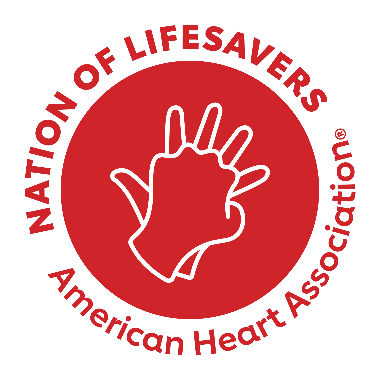 NATION OF LIFESAVERS
American Heart Association®